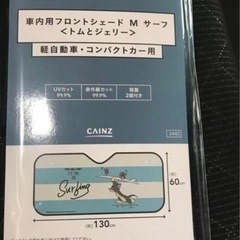 車内用フロントシェード M サーフ
<トムとジェリー>
軽自動車・コンパクトカー用
UVカット
99.9%
赤外線カット
99.9%
吸盤
2個付き
CAINZ
Surfing
(約)
60cm
(約)
130cm